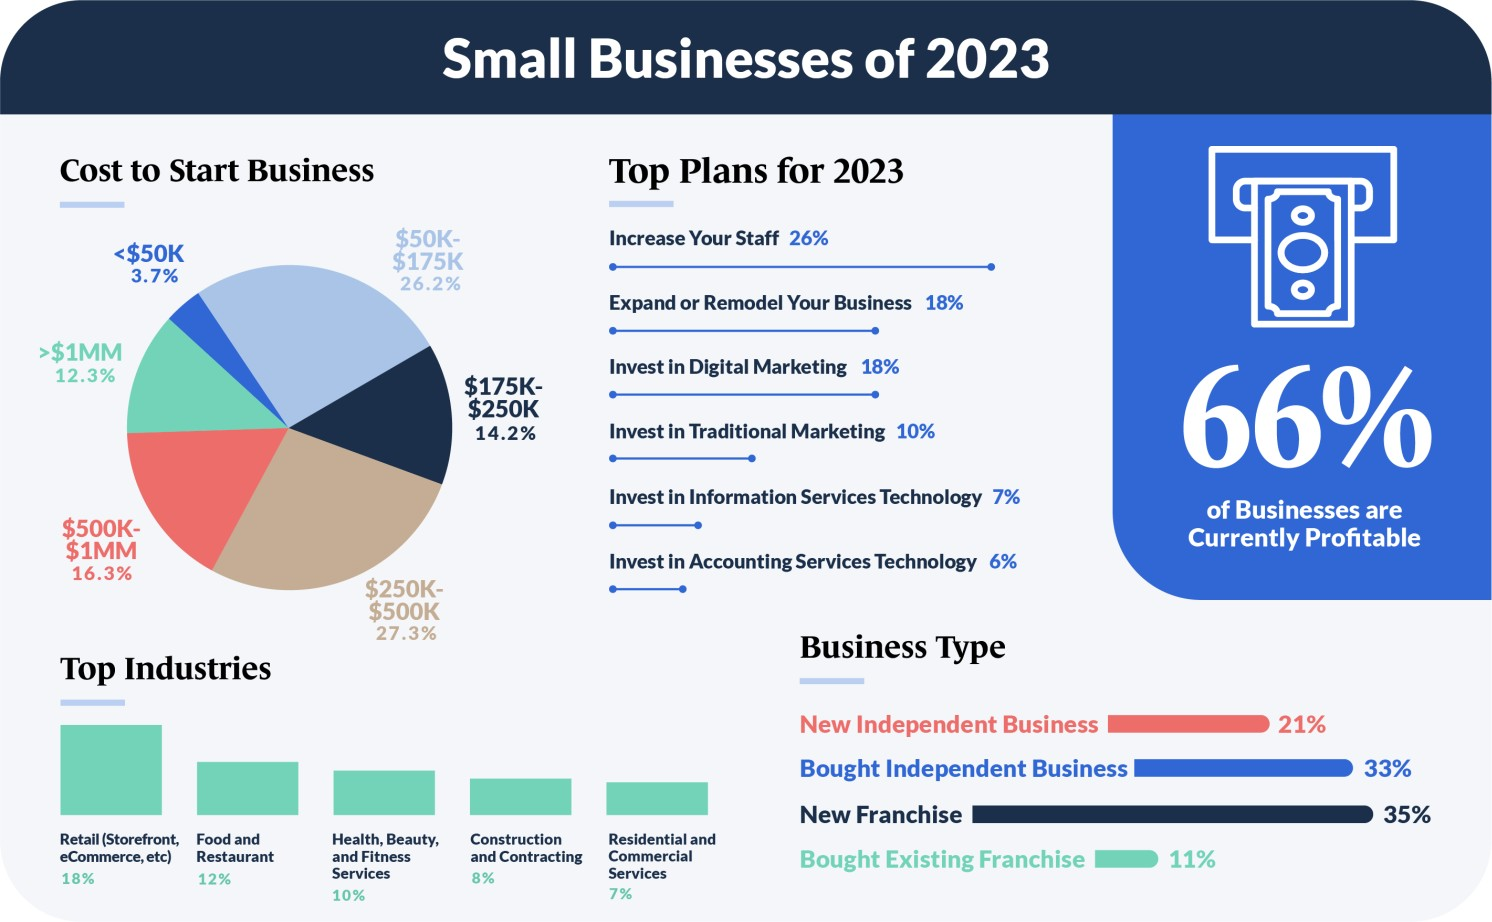 Small Businesses of 2023
Cost to Start Business
<$50K
3.7%
$50K-
$175K
26.2%
>$1MM
12.3%
$175K-
$250K
14.2%
$500K-
$1MM
16.3%
$250K-
$500K
27.3%
Top Plans for 2023
Increase Your Staff 26%
Expand or Remodel Your Business 18%
Invest in Digital Marketing 18%
Invest in Traditional Marketing 10%
Invest in Information Services Technology 7%
Invest in Accounting Services Technology 6%
66%
of Businesses are
Currently Profitable
Top Industries
Retail (Storefront,
eCommerce, etc)
18%
Food and
Restaurant
12%
Health, Beauty,
and Fitness
Services
10%
Construction
and Contracting
8%
Residential and
Commercial
Services
7%
Business Type
New Independent Business 21%
Bought Independent Business 33%
New Franchise 35%
Bought Existing Franchise 11%